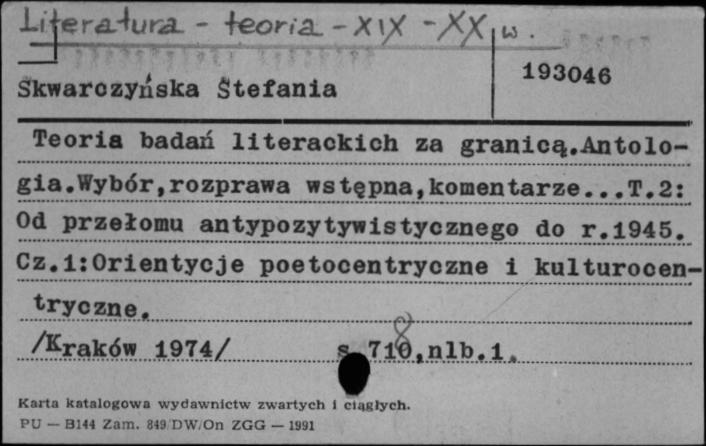 Literatura - teoria - XIX - XX w.
193046
Skwarczyńska Stefania
Teoria badań literackich za granicą.Antolo-
gia.Wybór,rozprawa wstępna,komentarze...T.2:
Od przełomu antypozytywistycznego do r.1945.
Cz.1:Orientycje poetocentryczne i kulturocen-
tryczne.
/Kraków 1974/ s 710,nlb.1.
8
Karta katalogowa wydawnictw zwartych i ciągłych.
PU — B144 Zam. 849/DW/On ZGG — 1991